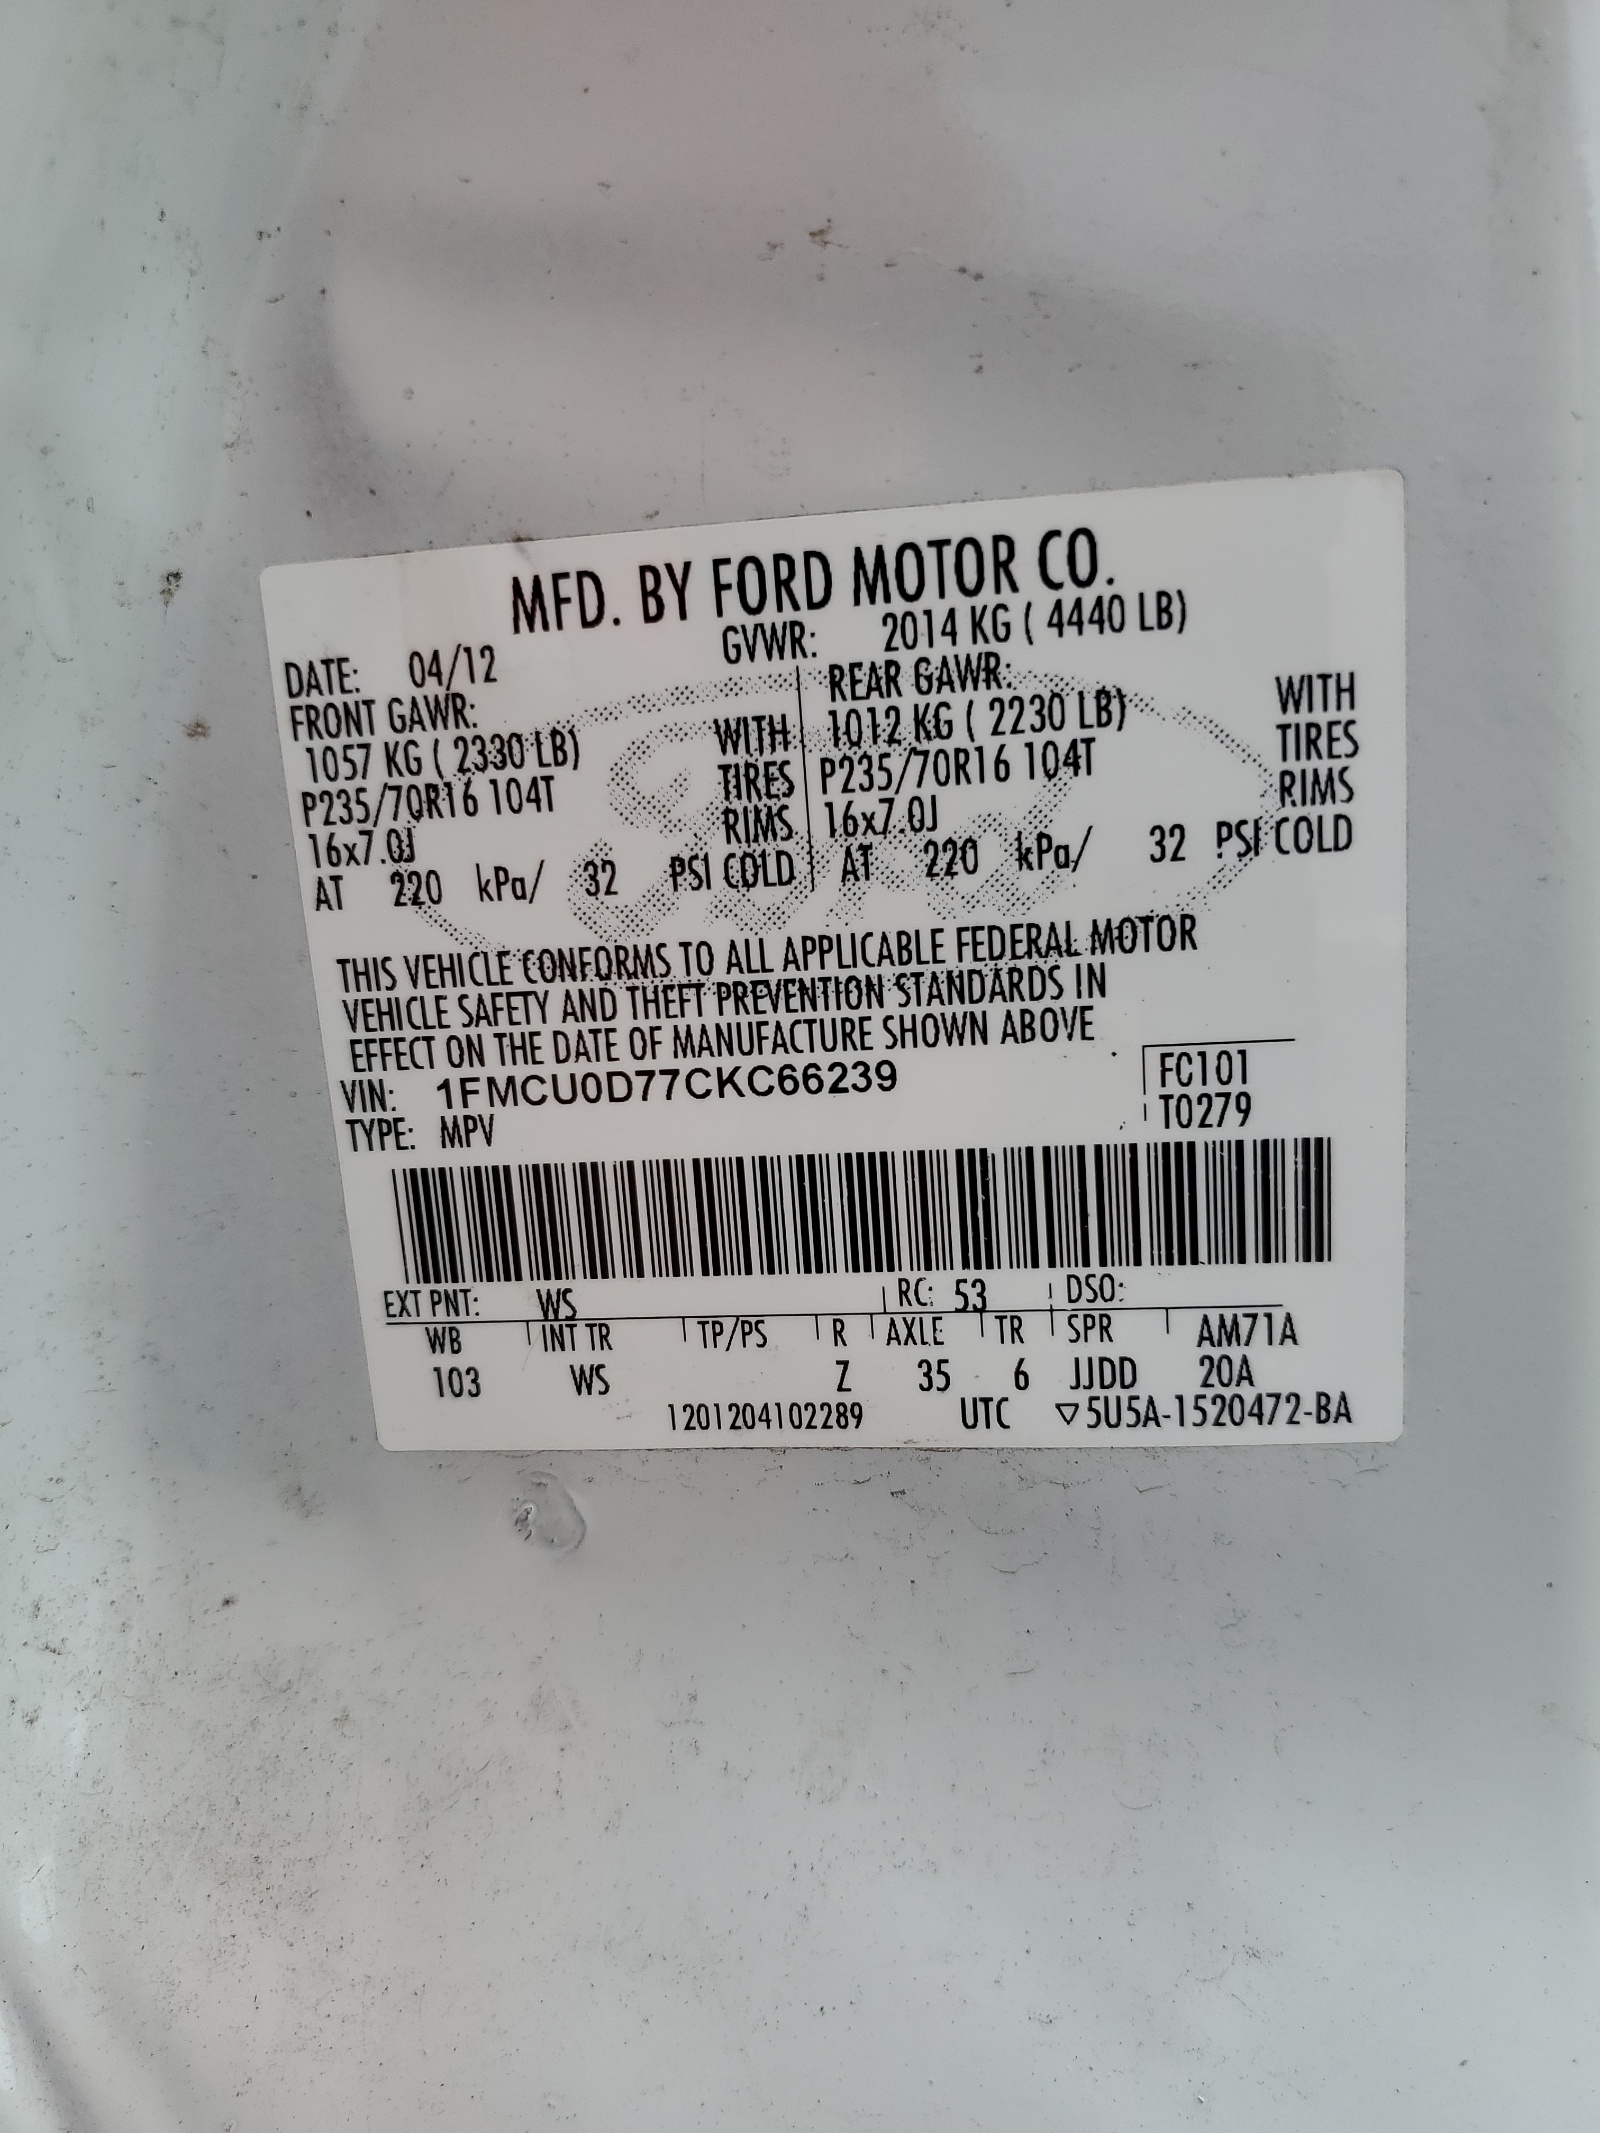 MFD. BY FORD MOTOR CO.
DATE: 04/12 GVWR: 2014 KG ( 4440 LB)
FRONT GAWR: REAR GAWR: WITH
1057 KG ( 2330 LB) WITH 1012 KG ( 2230 LB) TIRES
P235/70R16 104T TIRES P235/70R16 104T RIMS
16x7.0J RIMS 16x7.0J
AT 220 kPa/ 32 PSI COLD AT 220 kPa/ 32 PSI COLD
THIS VEHICLE CONFORMS TO ALL APPLICABLE FEDERAL MOTOR
VEHICLE SAFETY AND THEFT PREVENTION STANDARDS IN
EFFECT ON THE DATE OF MANUFACTURE SHOWN ABOVE
VIN: 1FMCU0D77CKC66239 FC101
TYPE: MPV T0279
EXT PNT: WS RC: 53 DSO:
WB INT TR TP/PS R AXLE TR SPR AM71A
103 WS Z 35 6 JJDD 20A
1201204102289 UTC ▽5U5A-1520472-BA